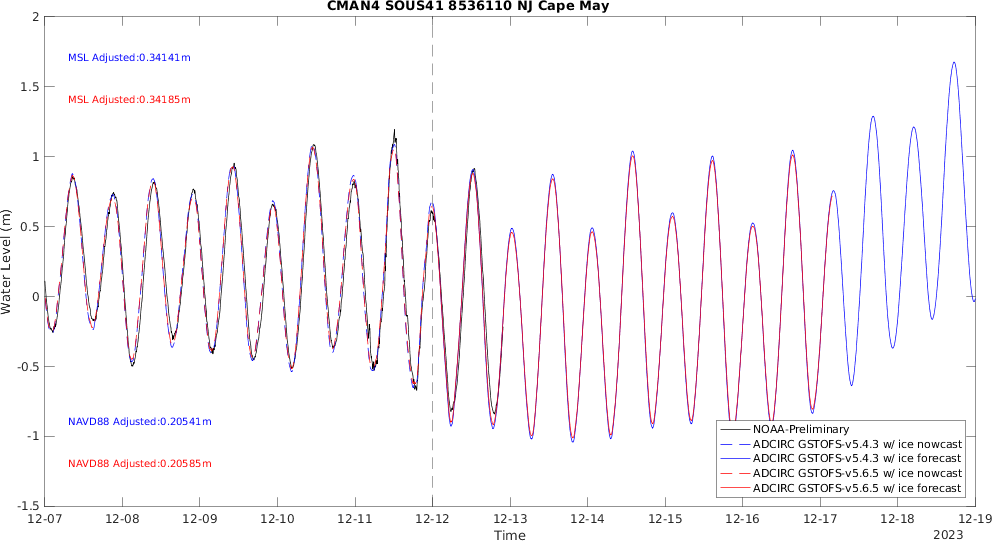 CMAN4 SOUS41 8536110 NJ Cape May
2
1.5
1
0.5
0
-0.5
-1
-1.5
Water Level (m)
MSL Adjusted:0.34141m
MSL Adjusted:0.34185m
NAVD88 Adjusted:0.20541m
NAVD88 Adjusted:0.20585m
NOAA-Preliminary
ADCIRC GSTOFS-v5.4.3 w/ ice nowcast
ADCIRC GSTOFS-v5.4.3 w/ ice forecast
ADCIRC GSTOFS-v5.6.5 w/ ice nowcast
ADCIRC GSTOFS-v5.6.5 w/ ice forecast
12-07 12-08 12-09 12-10 12-11 12-12 12-13 12-14 12-15 12-16 12-17 12-18 12-19
Time
2023